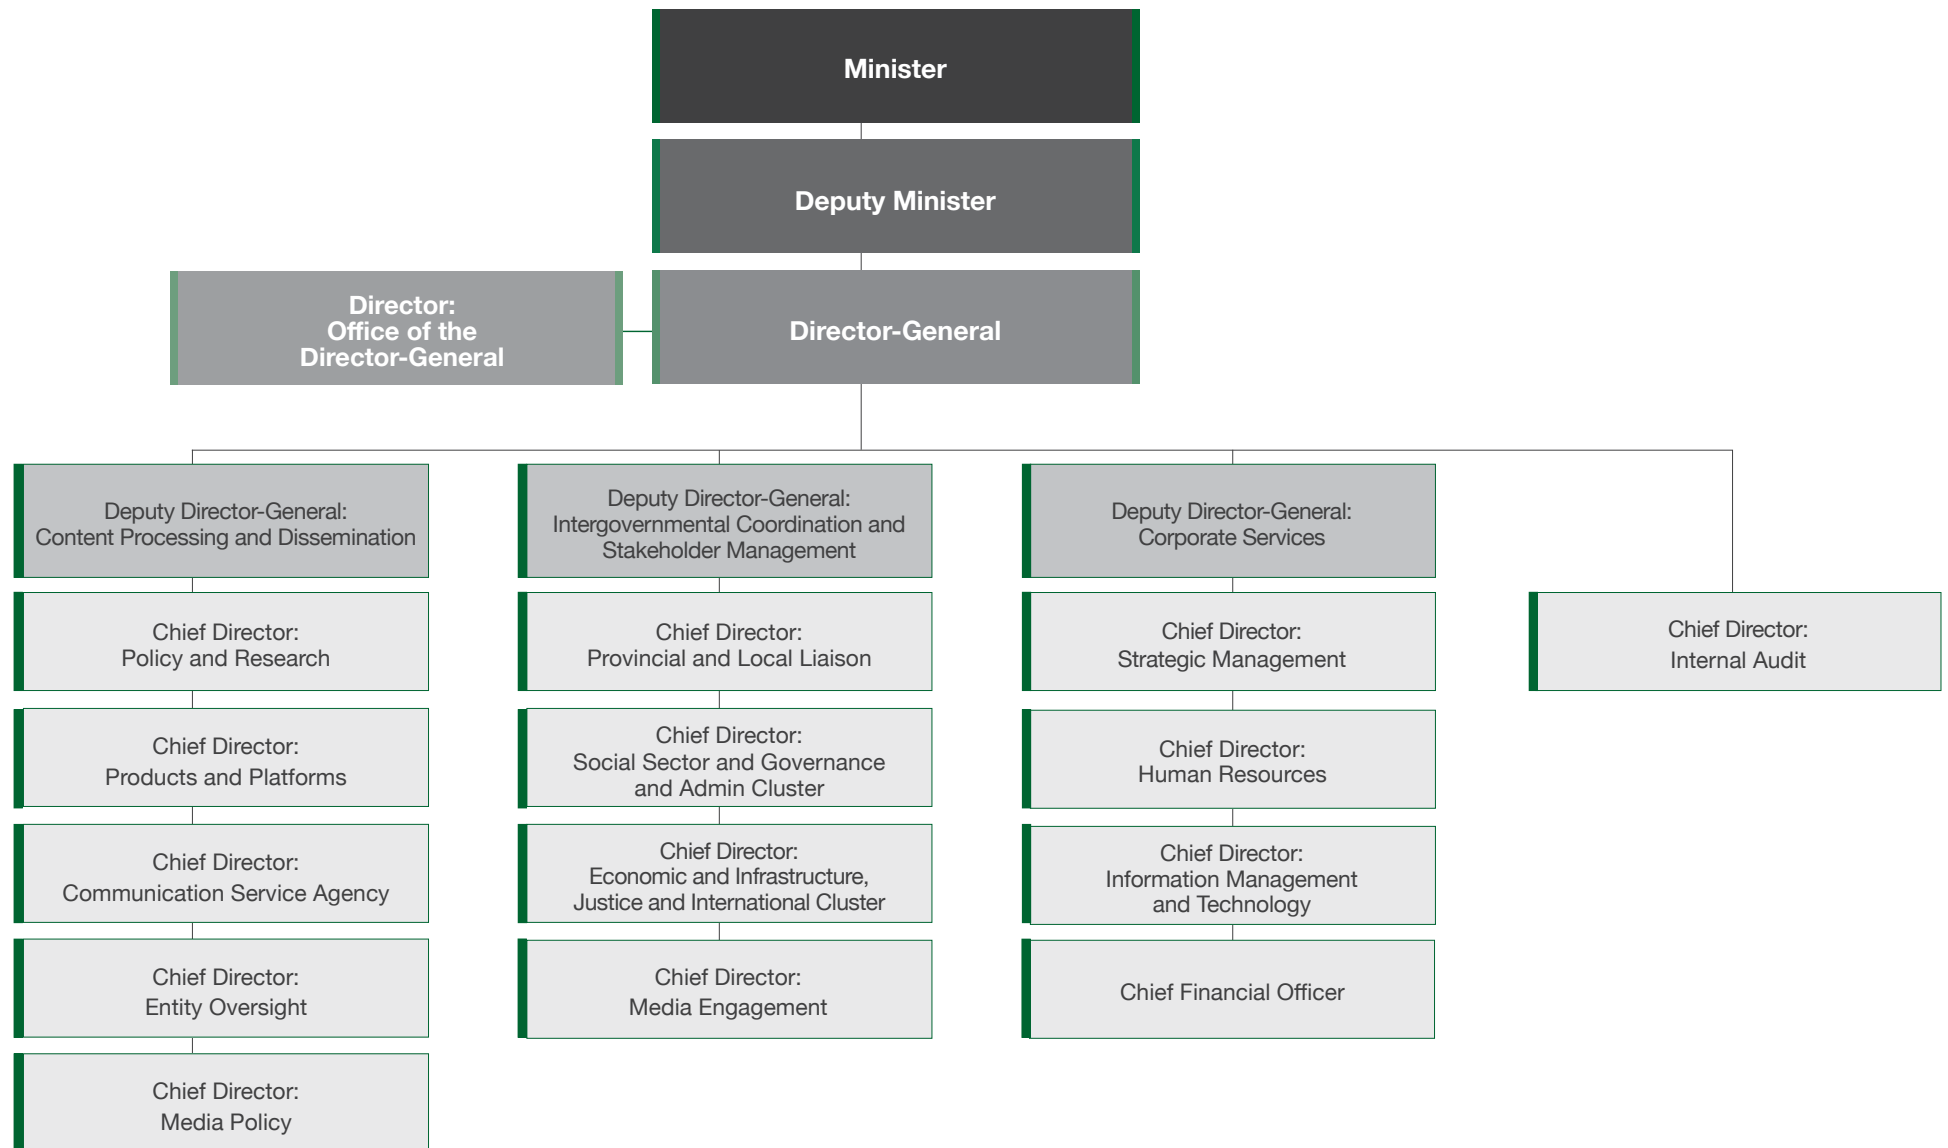 Minister
Deputy Minister
Director:
Office of the
Director-General
Director-General
Deputy Director-General:
Content Processing and Dissemination
Chief Director:
Policy and Research
Chief Director:
Products and Platforms
Chief Director:
Communication Service Agency
Chief Director:
Entity Oversight
Chief Director:
Media Policy
Deputy Director-General:
Intergovernmental Coordination and
Stakeholder Management
Chief Director:
Provincial and Local Liaison
Chief Director:
Social Sector and Governance
and Admin Cluster
Chief Director:
Economic and Infrastructure,
Justice and International Cluster
Chief Director:
Media Engagement
Deputy Director-General:
Corporate Services
Chief Director:
Strategic Management
Chief Director:
Human Resources
Chief Director:
Information Management
and Technology
Chief Financial Officer
Chief Director:
Internal Audit